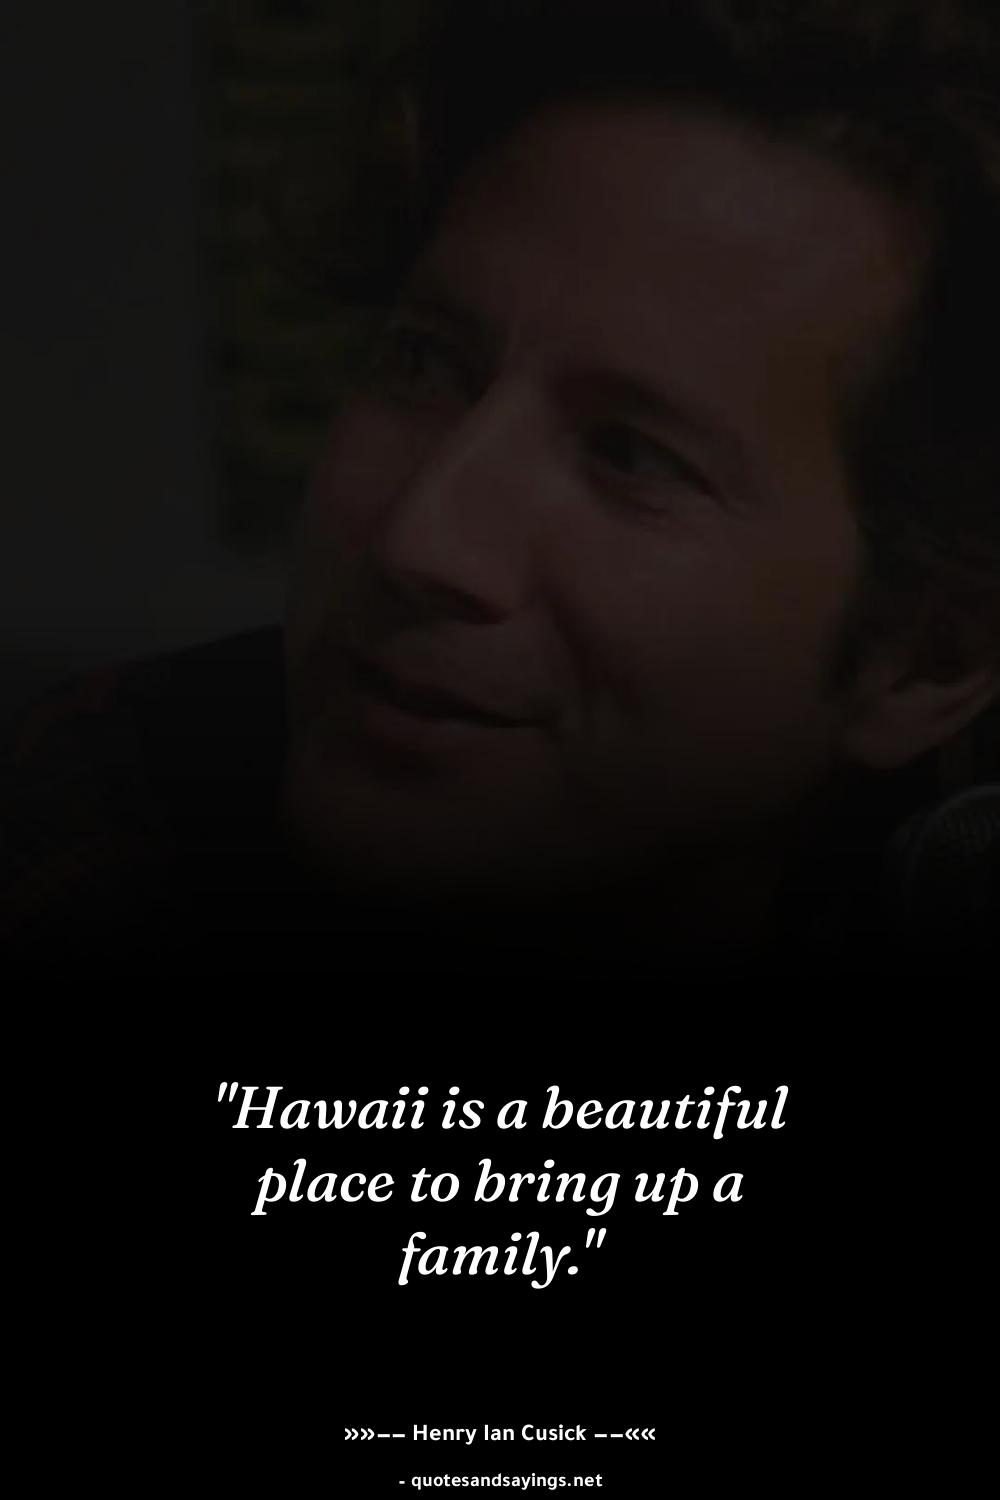 "Hawaii is a beautiful
place to bring up a
family."
»»−− Henry Ian Cusick −−««
- quotesandsayings.net